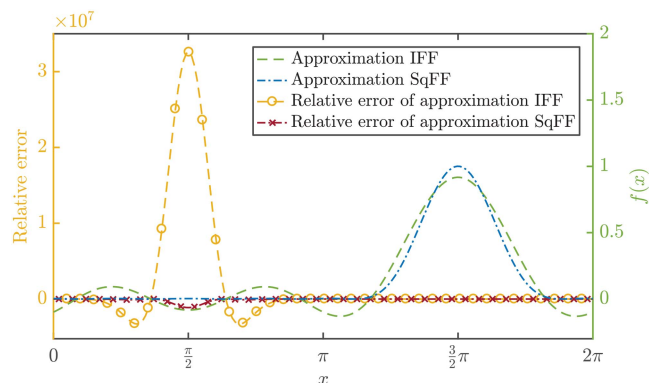 ×10⁷
2
Approximation IFF
Approximation SqFF
Relative error of approximation IFF
Relative error of approximation SqFF
3
1.5
2
1
1
0.5
0
0
Relative error
f(x)
0
π/2
π
3/2π
2π
x